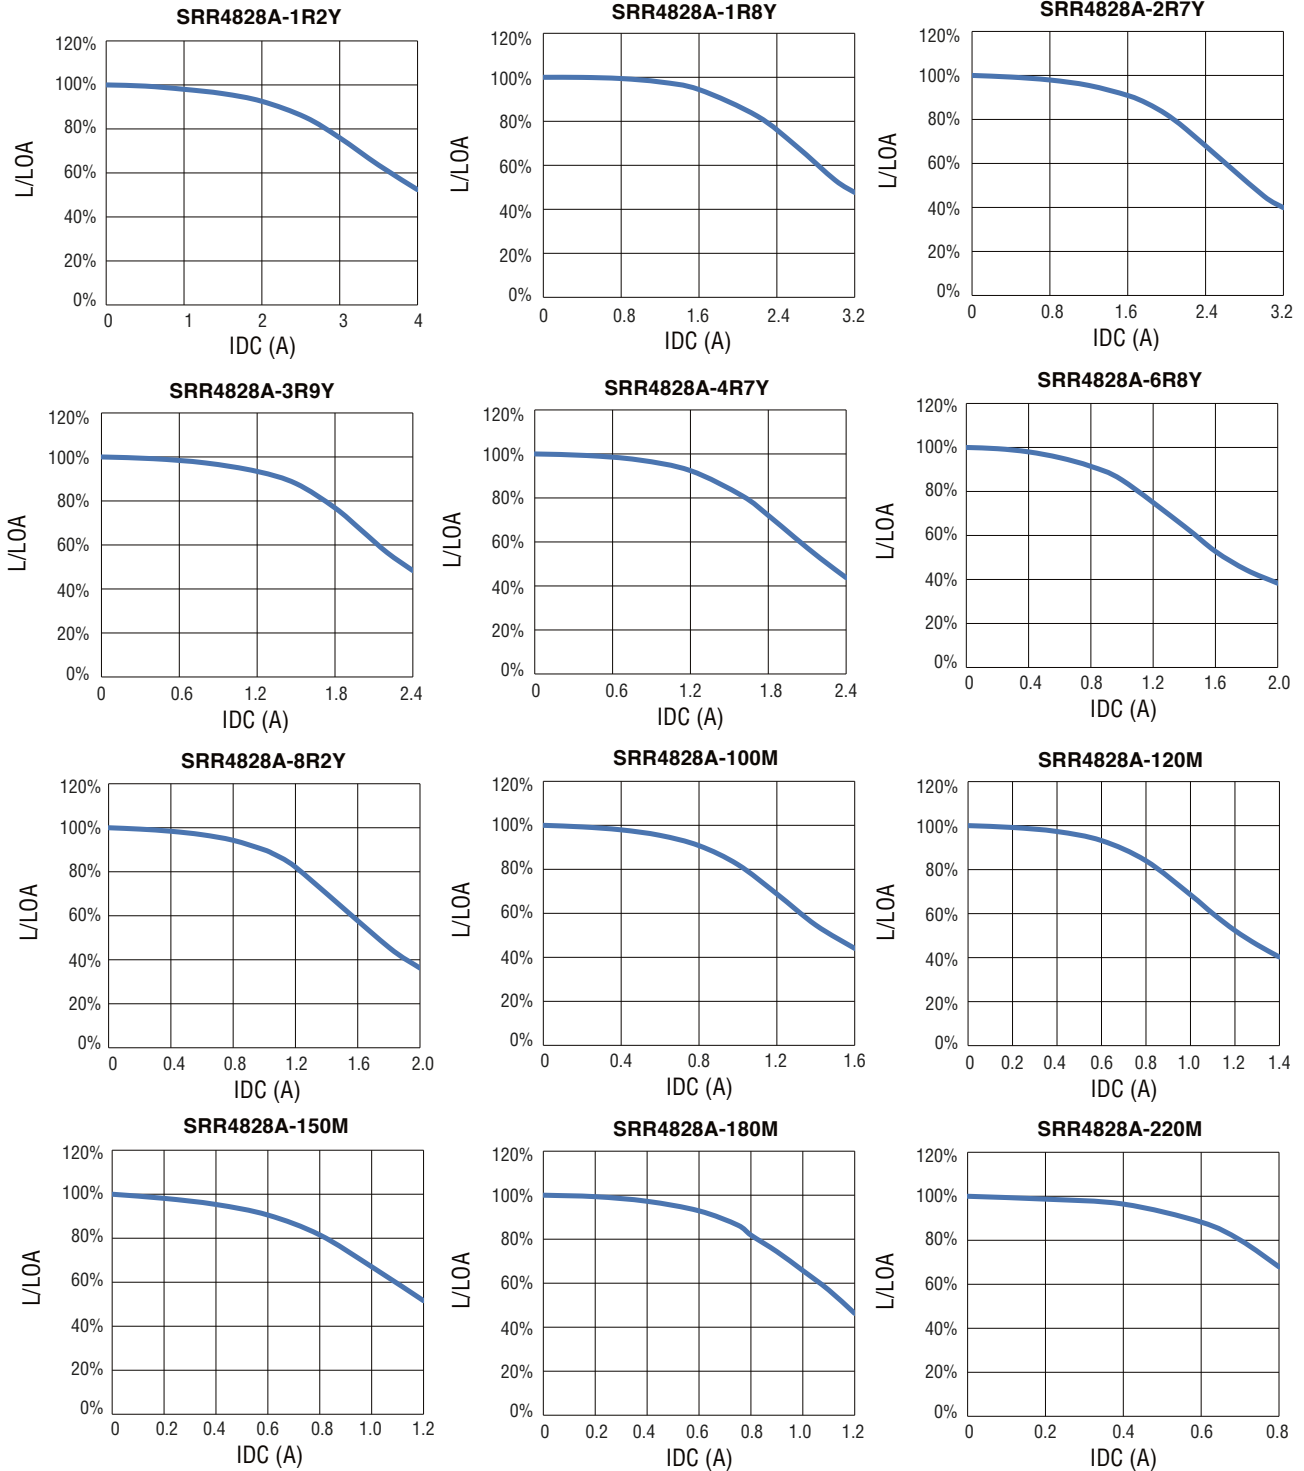 SRR4828A-1R2Y
120%
100%
80%
60%
40%
20%
0%
L/LOA
0 1 2 3 4
IDC (A)
SRR4828A-1R8Y
120%
100%
80%
60%
40%
20%
0%
L/LOA
0 0.8 1.6 2.4 3.2
IDC (A)
SRR4828A-2R7Y
120%
100%
80%
60%
40%
20%
0%
L/LOA
0 0.8 1.6 2.4 3.2
IDC (A)
SRR4828A-3R9Y
120%
100%
80%
60%
40%
20%
0%
L/LOA
0 0.6 1.2 1.8 2.4
IDC (A)
SRR4828A-4R7Y
120%
100%
80%
60%
40%
20%
0%
L/LOA
0 0.6 1.2 1.8 2.4
IDC (A)
SRR4828A-6R8Y
120%
100%
80%
60%
40%
20%
0%
L/LOA
0 0.4 0.8 1.2 1.6 2.0
IDC (A)
SRR4828A-8R2Y
120%
100%
80%
60%
40%
20%
0%
L/LOA
0 0.4 0.8 1.2 1.6 2.0
IDC (A)
SRR4828A-100M
120%
100%
80%
60%
40%
20%
0%
L/LOA
0 0.4 0.8 1.2 1.6
IDC (A)
SRR4828A-120M
120%
100%
80%
60%
40%
20%
0%
L/LOA
0 0.2 0.4 0.6 0.8 1.0 1.2 1.4
IDC (A)
SRR4828A-150M
120%
100%
80%
60%
40%
20%
0%
L/LOA
0 0.2 0.4 0.6 0.8 1.0 1.2
IDC (A)
SRR4828A-180M
120%
100%
80%
60%
40%
20%
0%
L/LOA
0 0.2 0.4 0.6 0.8 1.0 1.2
IDC (A)
SRR4828A-220M
120%
100%
80%
60%
40%
20%
0%
L/LOA
0 0.2 0.4 0.6 0.8
IDC (A)